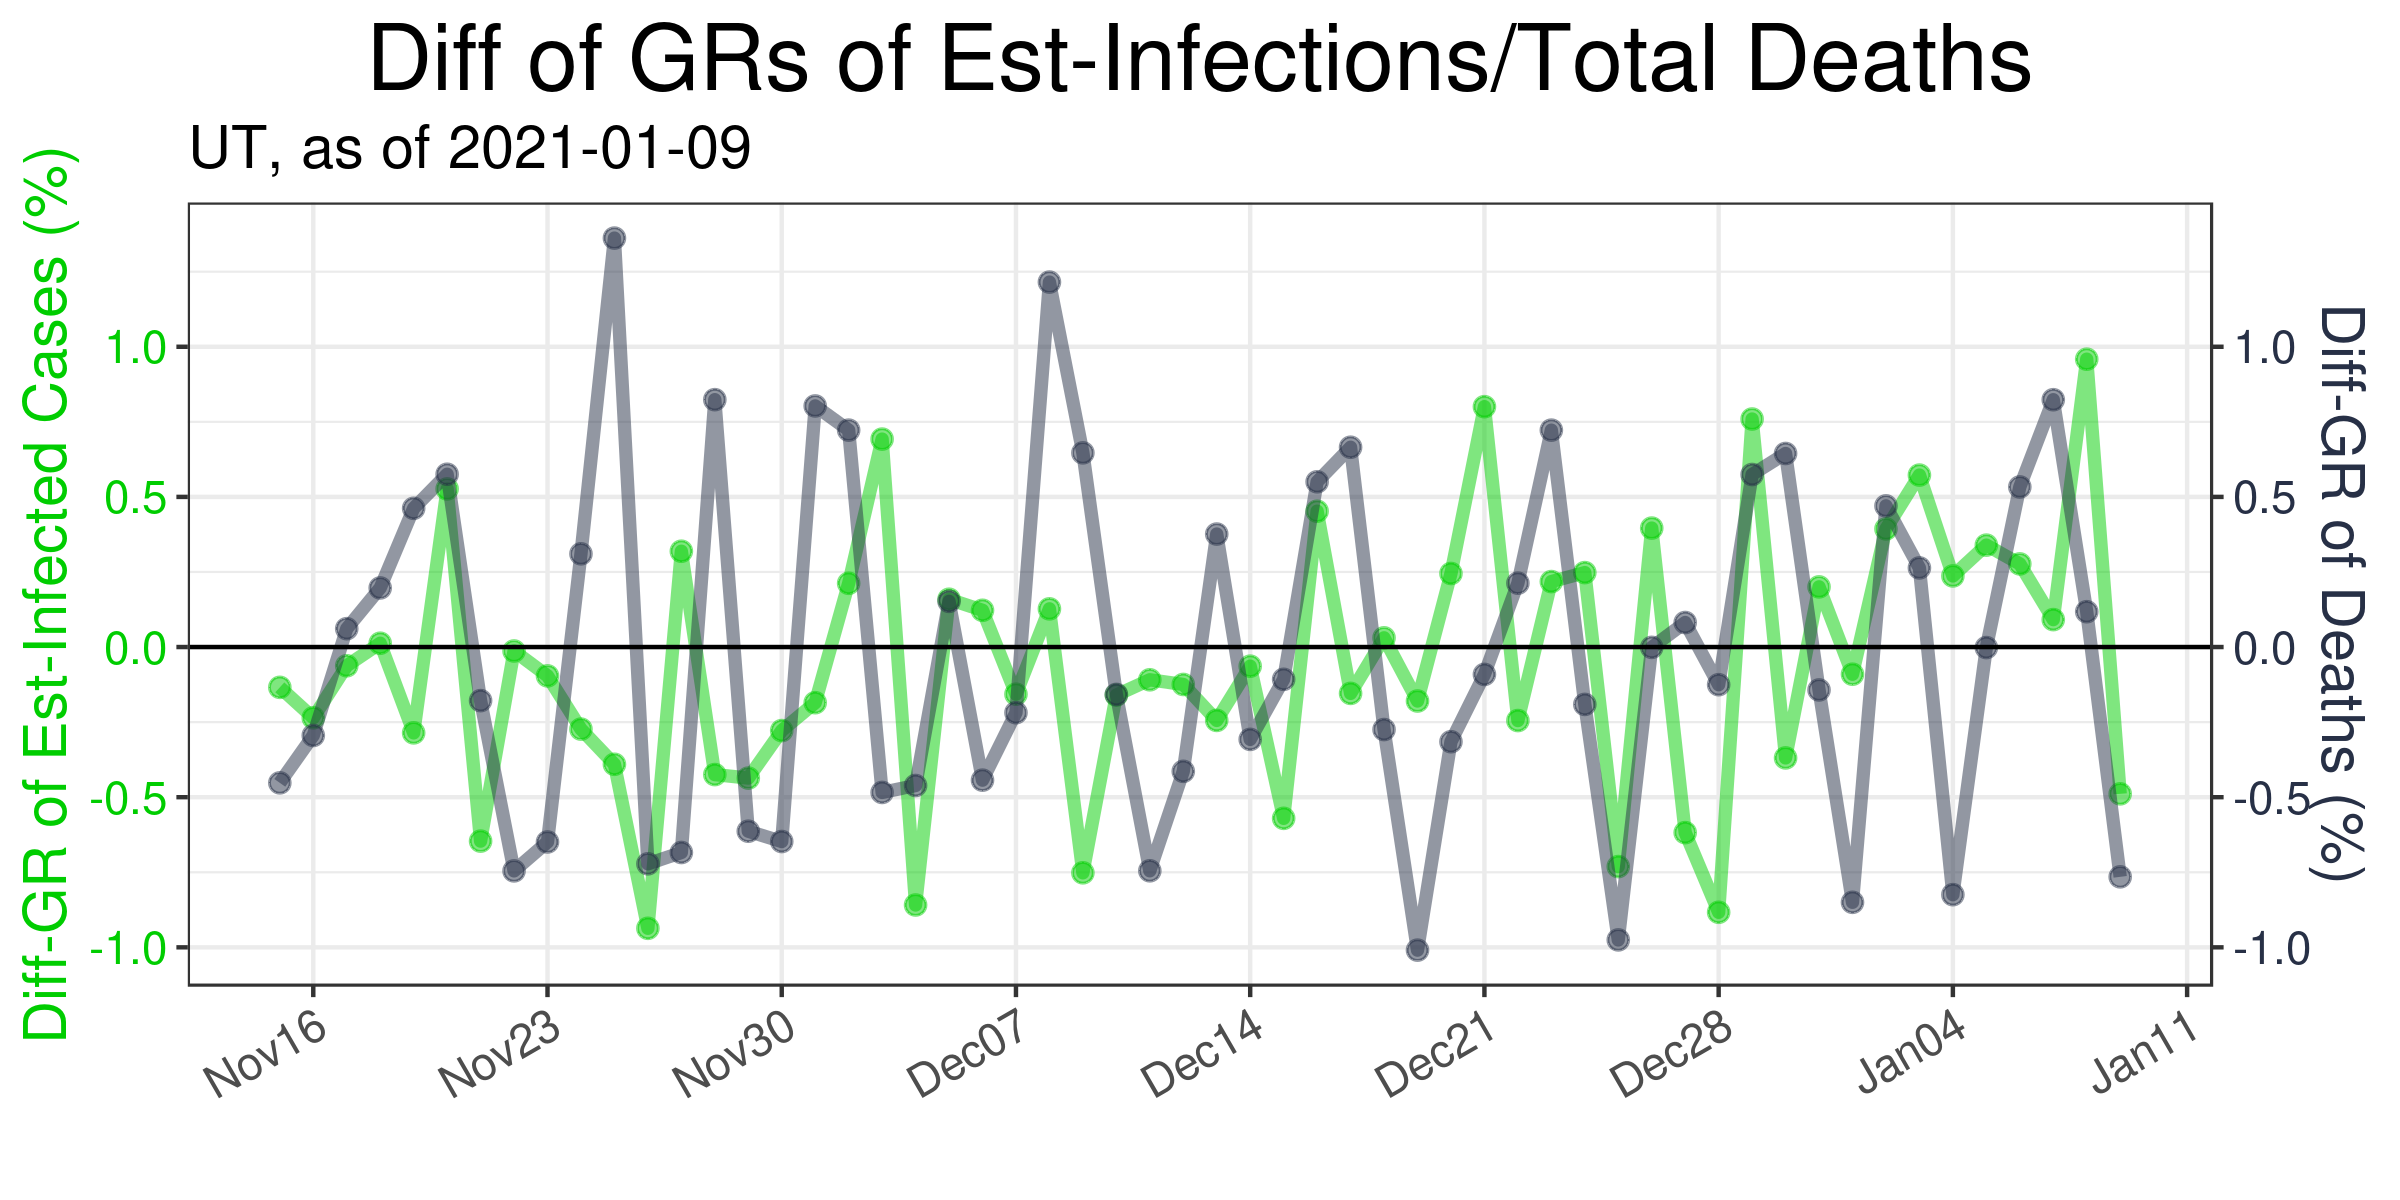 Diff of GRs of Est-Infections/Total Deaths
UT, as of 2021-01-09
Diff-GR of Est-Infected Cases (%)
1.0
0.5
0.0
-0.5
-1.0
1.0
0.5
0.0
-0.5
-1.0
Diff-GR of Deaths (%)
Nov16 Nov23 Nov30 Dec07 Dec14 Dec21 Dec28 Jan04 Jan11